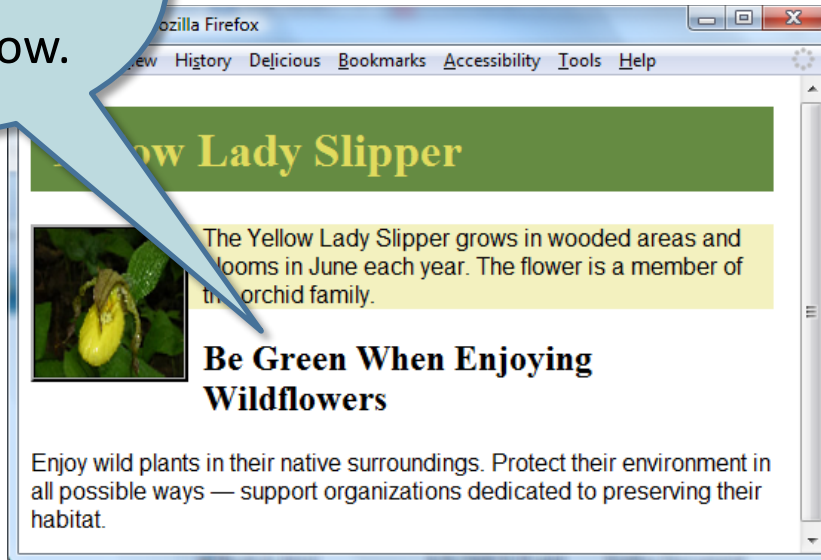 ow.
ozilla Firefox
ew History Delicious Bookmarks Accessibility Tools Help
ow Lady Slipper
The Yellow Lady Slipper grows in wooded areas and
looms in June each year. The flower is a member of
the orchid family.
Be Green When Enjoying
Wildflowers
Enjoy wild plants in their native surroundings. Protect their environment in
all possible ways — support organizations dedicated to preserving their
habitat.